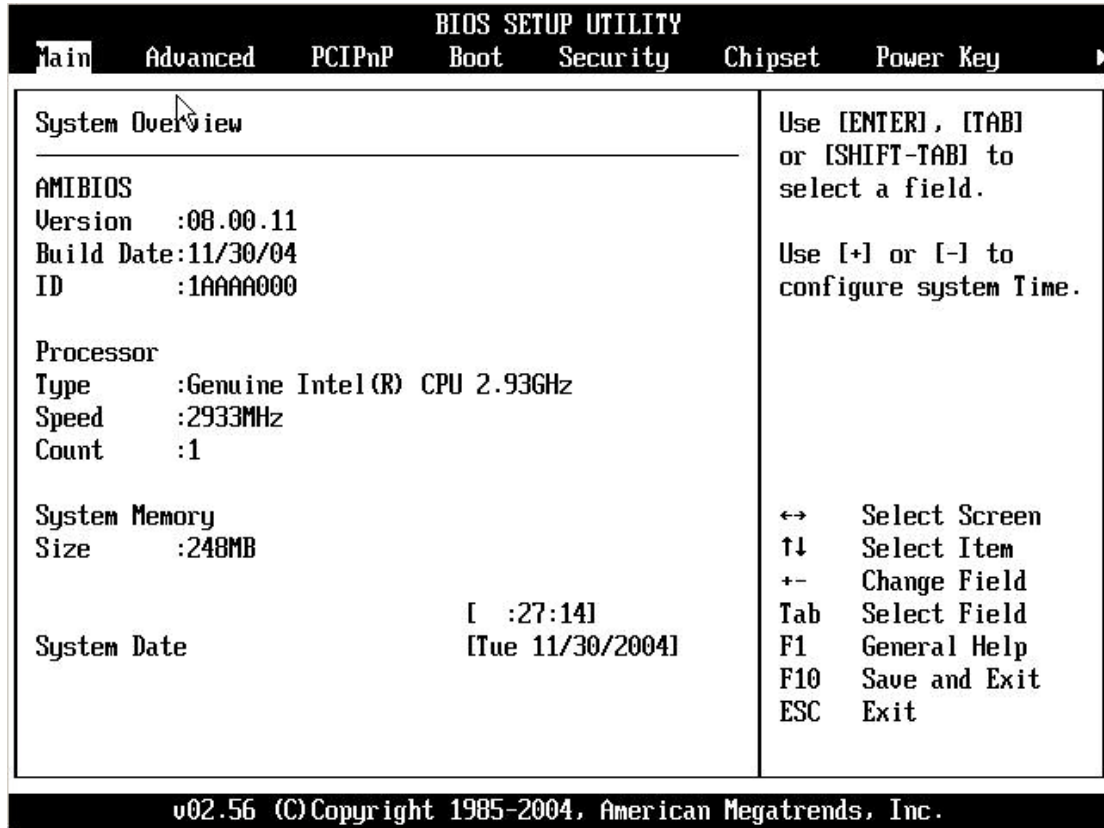 BIOS SETUP UTILITY
Main Advanced PCIPnP Boot Security Chipset Power Key
System Overview
AMIBIOS
Version :08.00.11
Build Date:11/30/04
ID :1AAAA000
Processor
Type :Genuine Intel(R) CPU 2.93GHz
Speed :2933MHz
Count :1
System Memory
Size :248MB
[ :27:14]
System Date [Tue 11/30/2004]
Use [ENTER], [TAB]
or [SHIFT-TAB] to
select a field.
Use [+] or [-] to
configure system Time.
↔ Select Screen
↑↓ Select Item
+- Change Field
Tab Select Field
F1 General Help
F10 Save and Exit
ESC Exit
v02.56 (C)Copyright 1985-2004, American Megatrends, Inc.